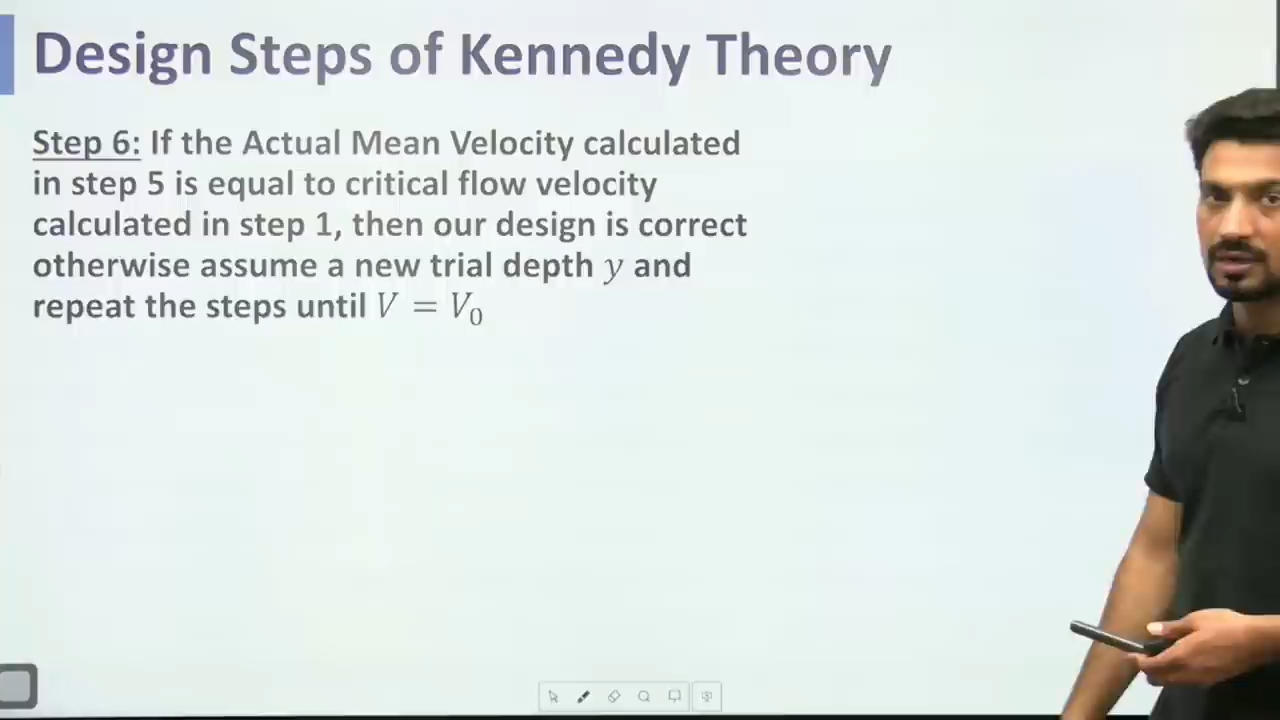 Design Steps of Kennedy Theory
Step 6: If the Actual Mean Velocity calculated
in step 5 is equal to critical flow velocity
calculated in step 1, then our design is correct
otherwise assume a new trial depth y and
repeat the steps until V = V₀